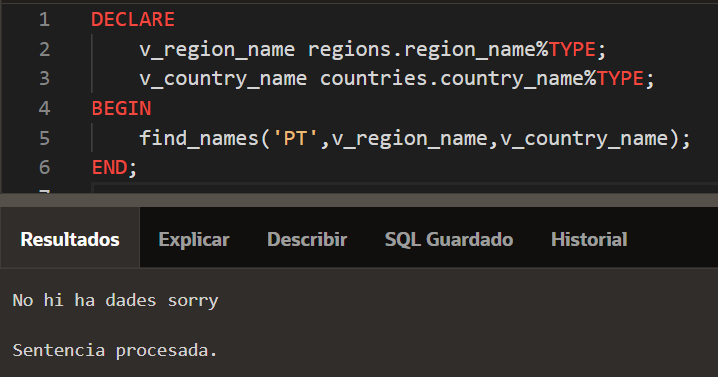 1 DECLARE
2 v_region_name regions.region_name%TYPE;
3 v_country_name countries.country_name%TYPE;
4 BEGIN
5 find_names('PT',v_region_name,v_country_name);
6 END;
Resultados Explicar Describir SQL Guardado Historial
No hi ha dades sorry
Sentencia procesada.